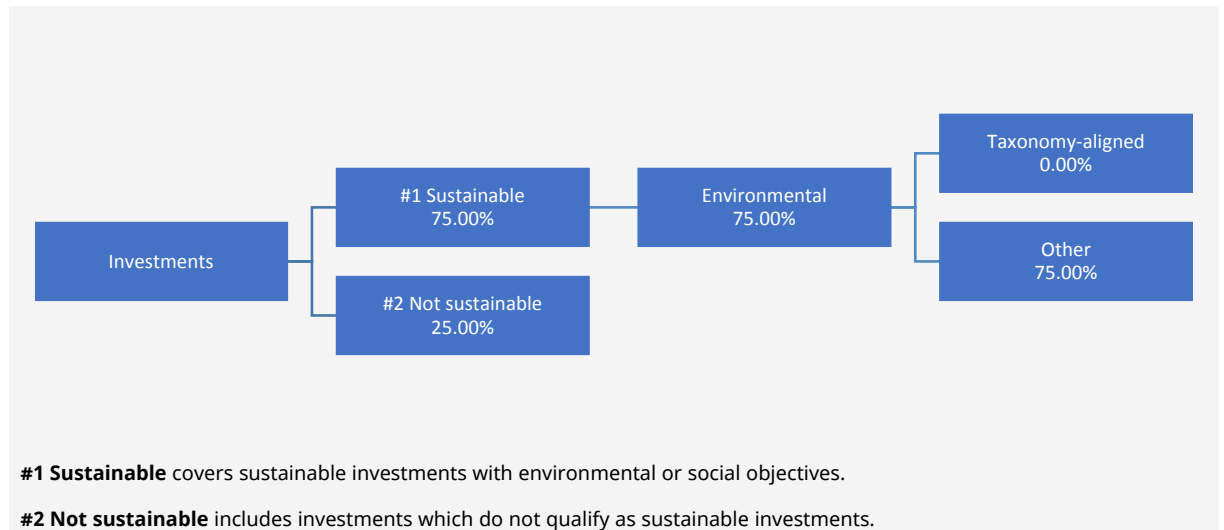 Investments
#1 Sustainable
75.00%
#2 Not sustainable
25.00%
Environmental
75.00%
Taxonomy-aligned
0.00%
Other
75.00%
#1 Sustainable covers sustainable investments with environmental or social objectives.
#2 Not sustainable includes investments which do not qualify as sustainable investments.